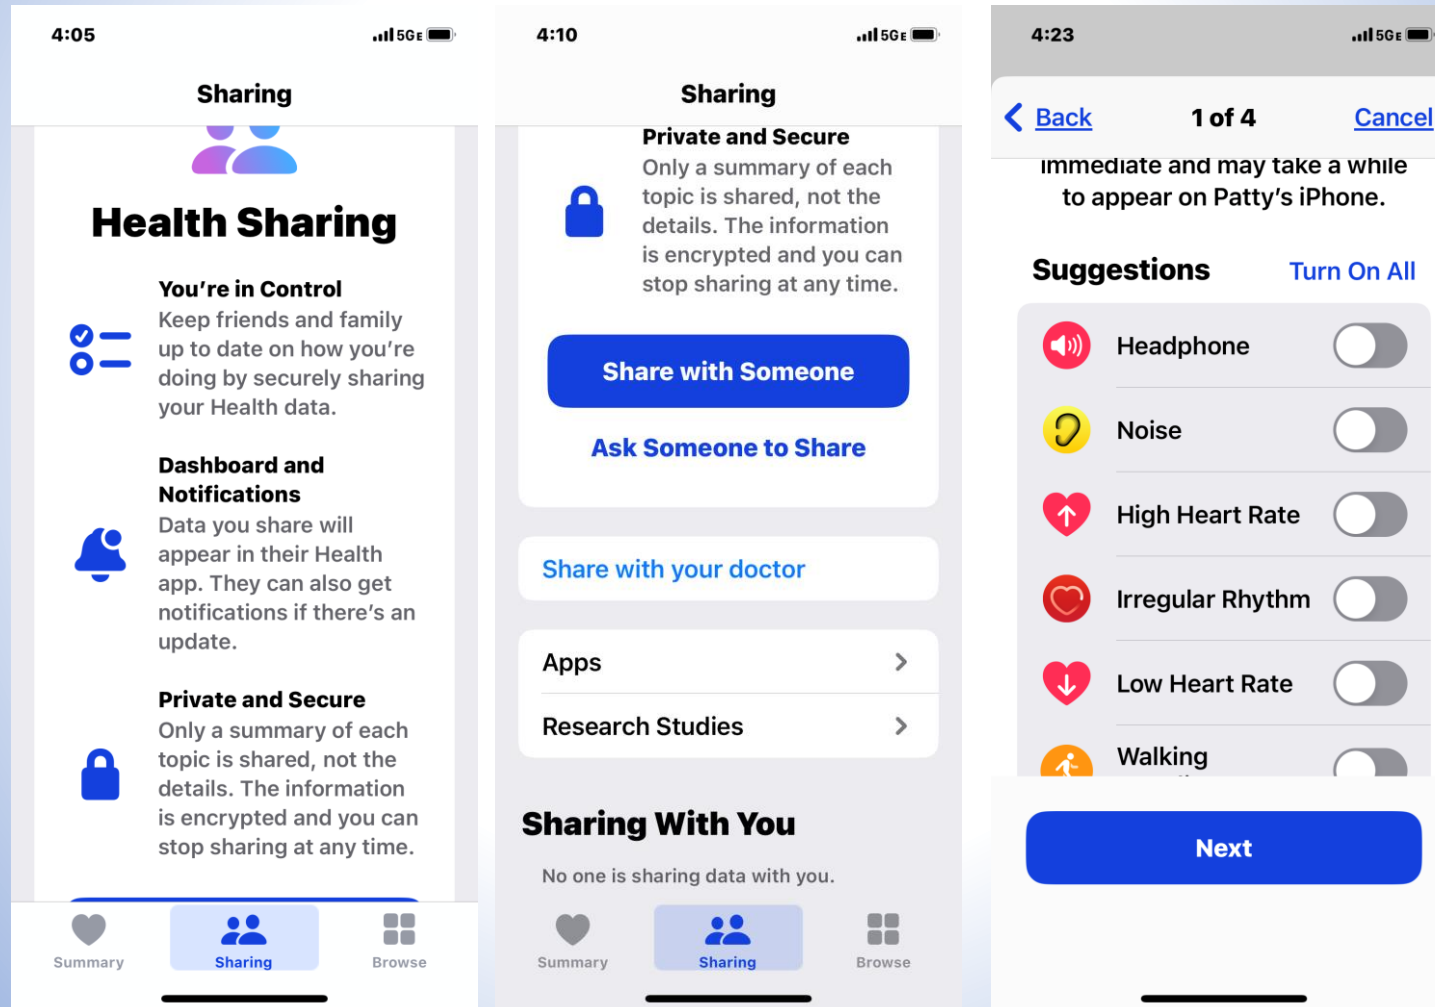 4:05
5GE
Sharing
Health Sharing
You're in Control
Keep friends and family
up to date on how you're
doing by securely sharing
your Health data.
Dashboard and
Notifications
Data you share will
appear in their Health
app. They can also get
notifications if there's an
update.
Private and Secure
Only a summary of each
topic is shared, not the
details. The information
is encrypted and you can
stop sharing at any time.
Summary
Sharing
Browse
4:10
5GE
Sharing
Private and Secure
Only a summary of each
topic is shared, not the
details. The information
is encrypted and you can
stop sharing at any time.
Share with Someone
Ask Someone to Share
Share with your doctor
Apps
Research Studies
Sharing With You
No one is sharing data with you.
Summary
Sharing
Browse
4:23
5GE
Back
1 of 4
Cancel
immediate and may take a while
to appear on Patty's iPhone.
Suggestions
Turn On All
Headphone
Noise
High Heart Rate
Irregular Rhythm
Low Heart Rate
Walking
Next